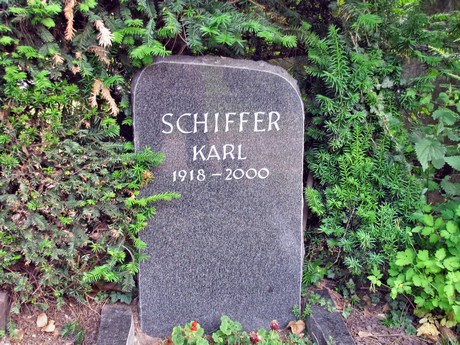 SCHIFFER
KARL
1918 – 2000